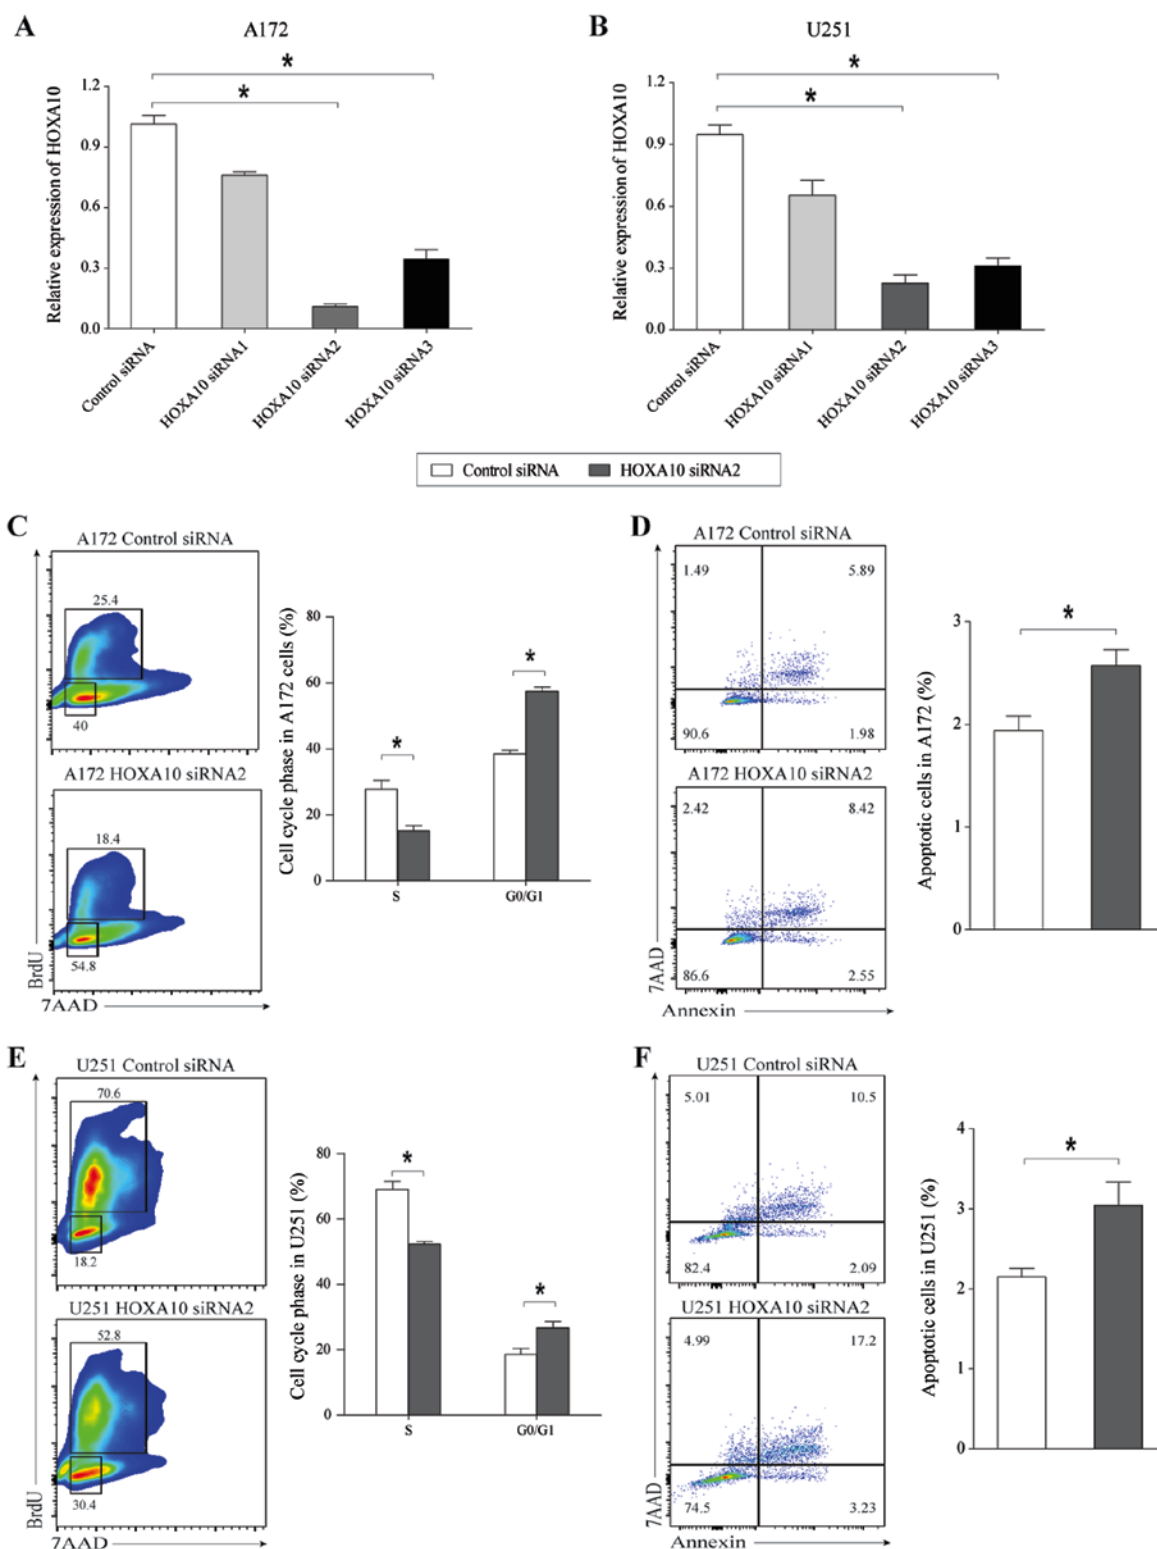 A
A172
Relative expression of HOXA10
1.2
0.9
0.6
0.3
0.0
*
*
Control siRNA
HOXA10 siRNA1
HOXA10 siRNA2
HOXA10 siRNA3
B
U251
Relative expression of HOXA10
1.2
0.9
0.6
0.3
0.0
*
*
Control siRNA
HOXA10 siRNA1
HOXA10 siRNA2
HOXA10 siRNA3
Control siRNA
HOXA10 siRNA2
C
A172 Control siRNA
25.4
40
A172 HOXA10 siRNA2
18.4
54.8
BrdU
7AAD
Cell cycle phase in A172 cells (%)
80
60
40
20
0
*
*
S
G0/G1
D
A172 Control siRNA
1.49
5.89
90.6
1.98
A172 HOXA10 siRNA2
2.42
8.42
86.6
2.55
7AAD
Annexin
Apoptotic cells in A172 (%)
3
2
1
0
*
E
U251 Control siRNA
70.6
18.2
U251 HOXA10 siRNA2
52.8
30.4
BrdU
7AAD
Cell cycle phase in U251 (%)
80
60
40
20
0
*
*
S
G0/G1
F
U251 Control siRNA
5.01
10.5
82.4
2.09
U251 HOXA10 siRNA2
4.99
17.2
74.5
3.23
7AAD
Annexin
Apoptotic cells in U251 (%)
4
3
2
1
0
*